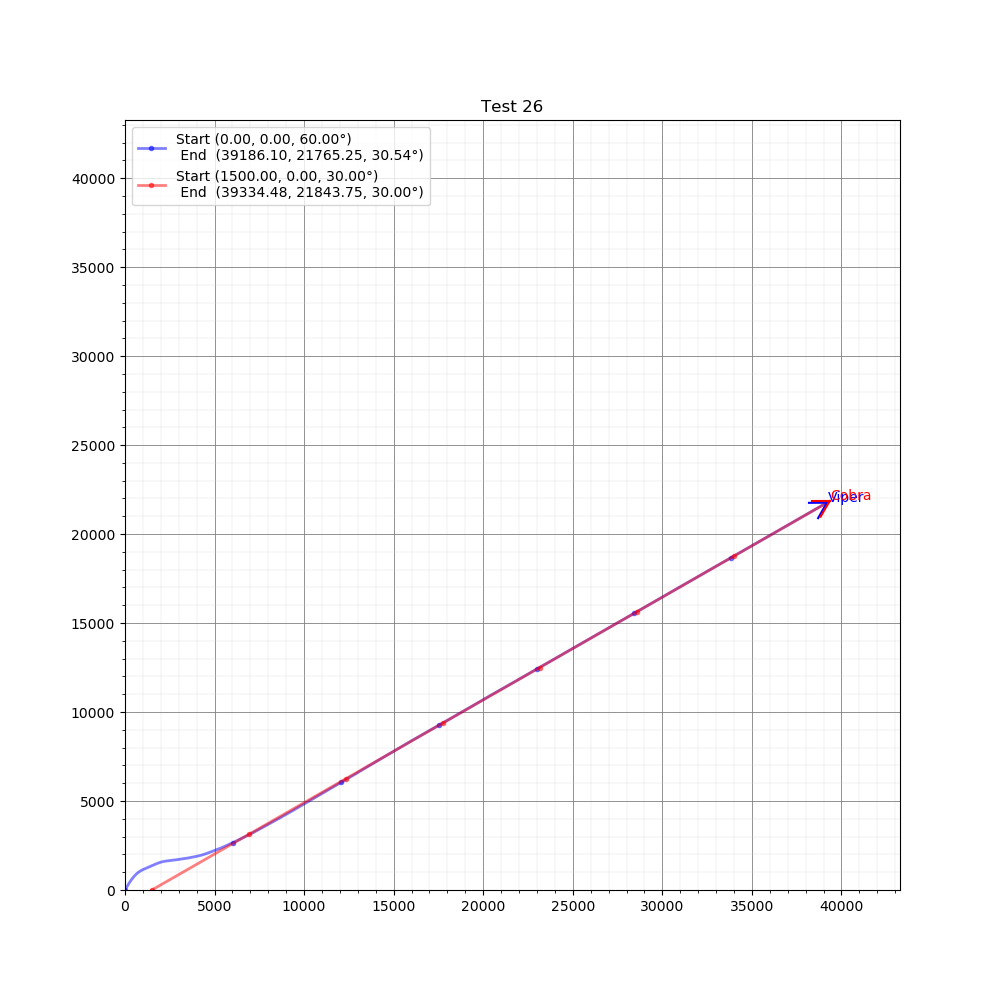 Test 26
Start (0.00, 0.00, 60.00°)
End  (39186.10, 21765.25, 30.54°)
Start (1500.00, 0.00, 30.00°)
End  (39334.48, 21843.75, 30.00°)
40000
35000
30000
25000
20000
15000
10000
5000
0
Cobra
Viper
0 5000 10000 15000 20000 25000 30000 35000 40000